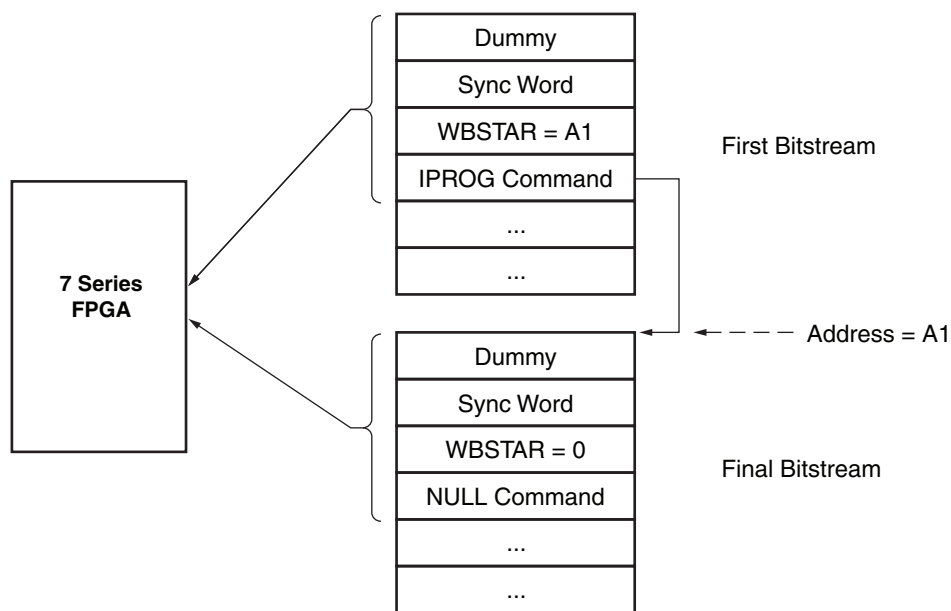 Dummy
Sync Word
WBSTAR = A1
IPROG Command
...
...
First Bitstream
7 Series
FPGA
Address = A1
Dummy
Sync Word
WBSTAR = 0
NULL Command
...
...
Final Bitstream